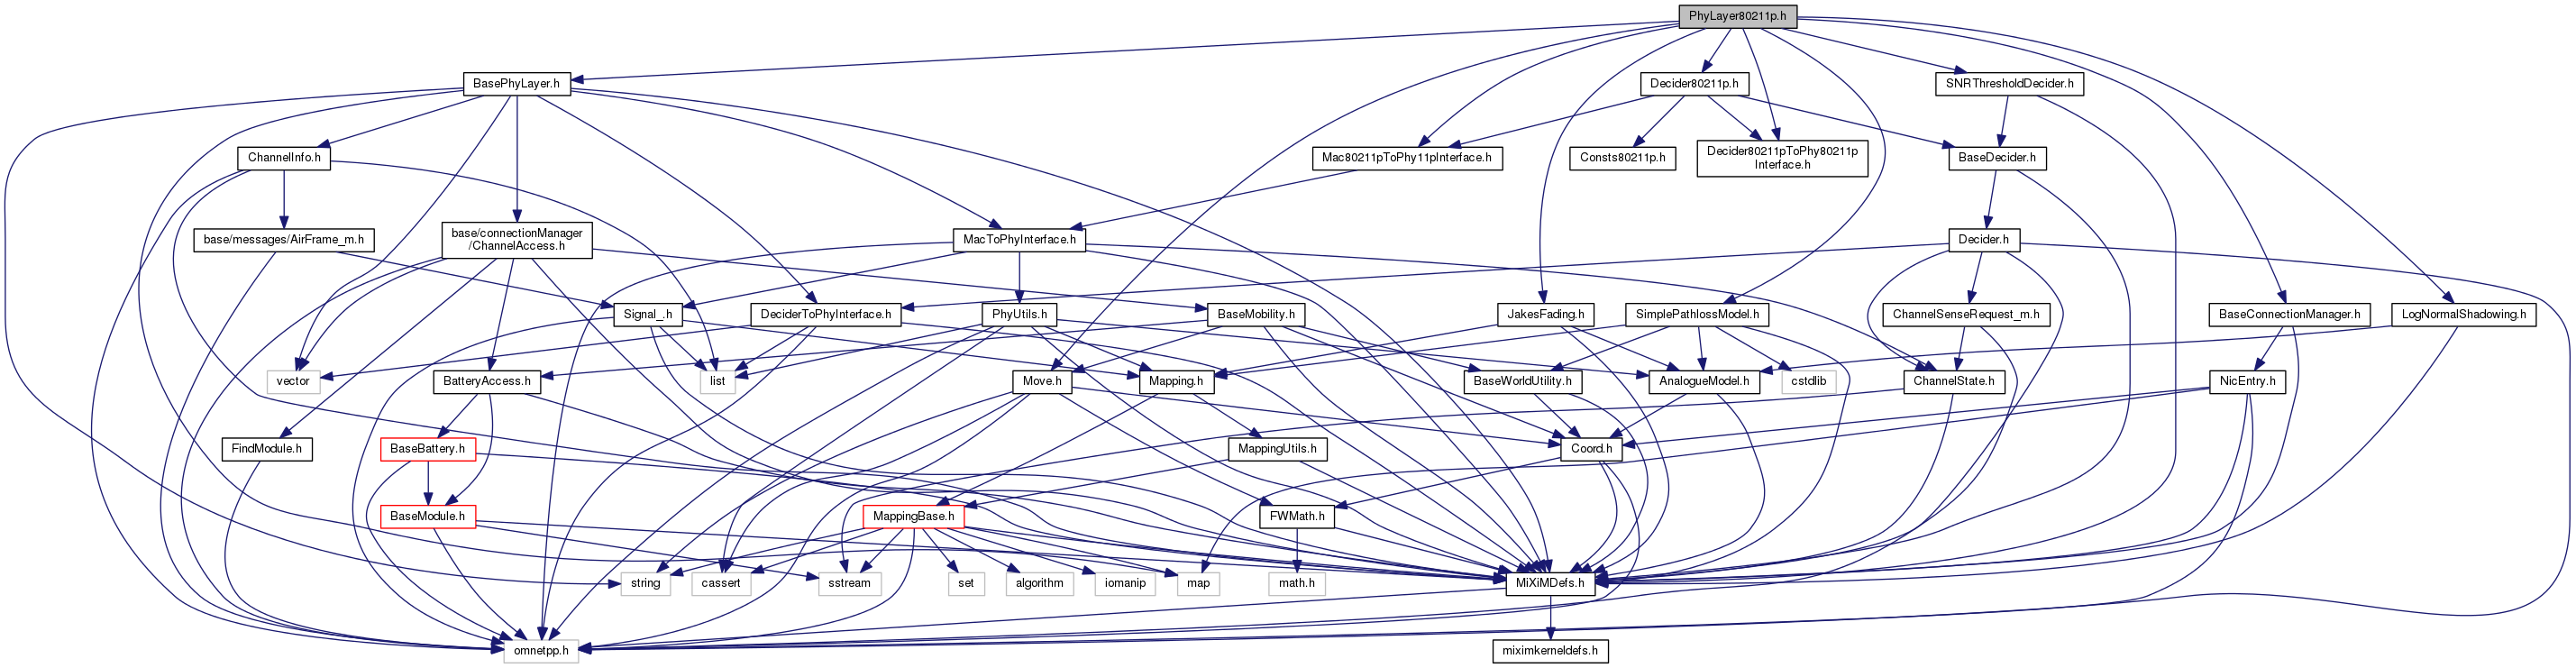 PhyLayer80211p.h
BasePhyLayer.h
Decider80211p.h
SNRThresholdDecider.h
ChannelInfo.h
Mac80211pToPhy11pInterface.h
Consts80211p.h
Decider80211pToPhy80211p
Interface.h
BaseDecider.h
base/messages/AirFrame_m.h
base/connectionManager
/ChannelAccess.h
MacToPhyInterface.h
Decider.h
Signal_.h
DeciderToPhyInterface.h
PhyUtils.h
BaseMobility.h
JakesFading.h
SimplePathlossModel.h
ChannelSenseRequest_m.h
BaseConnectionManager.h
LogNormalShadowing.h
vector
BatteryAccess.h
list
Move.h
Mapping.h
BaseWorldUtility.h
AnalogueModel.h
cstdlib
ChannelState.h
NicEntry.h
FindModule.h
BaseBattery.h
MappingUtils.h
Coord.h
BaseModule.h
MappingBase.h
FWMath.h
string
cassert
sstream
set
algorithm
iomanip
map
math.h
MiXiMDefs.h
omnetpp.h
miximkerneldefs.h